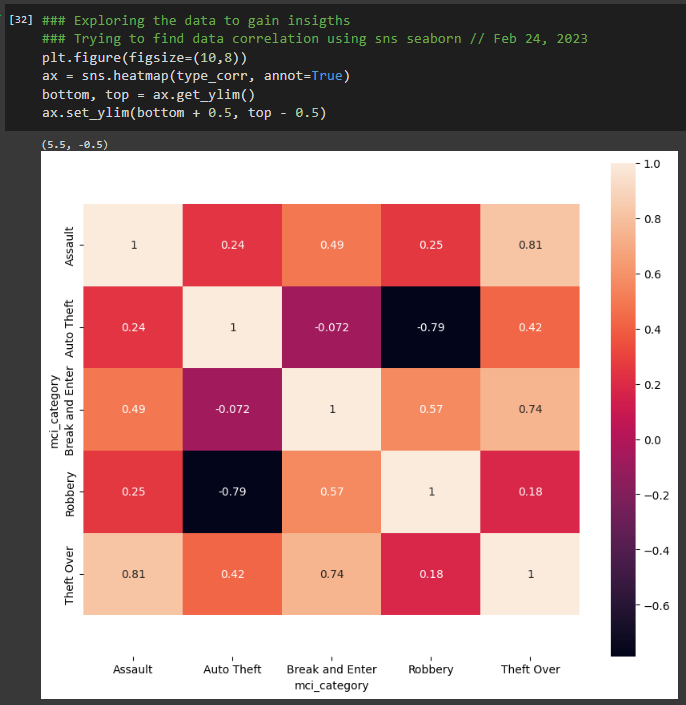 [32] ### Exploring the data to gain insigths
### Trying to find data correlation using sns seaborn // Feb 24, 2023
plt.figure(figsize=(10,8))
ax = sns.heatmap(type_corr, annot=True)
bottom, top = ax.get_ylim()
ax.set_ylim(bottom + 0.5, top - 0.5)
(5.5, -0.5)
mci_category
Assault
1 0.24 0.49 0.25 0.81
Auto Theft
0.24 1 -0.072 -0.79 0.42
Break and Enter
0.49 -0.072 1 0.57 0.74
Robbery
0.25 -0.79 0.57 1 0.18
Theft Over
0.81 0.42 0.74 0.18 1
Assault Auto Theft Break and Enter Robbery Theft Over
mci_category
1.0
0.8
0.6
0.4
0.2
0.0
−0.2
−0.4
−0.6